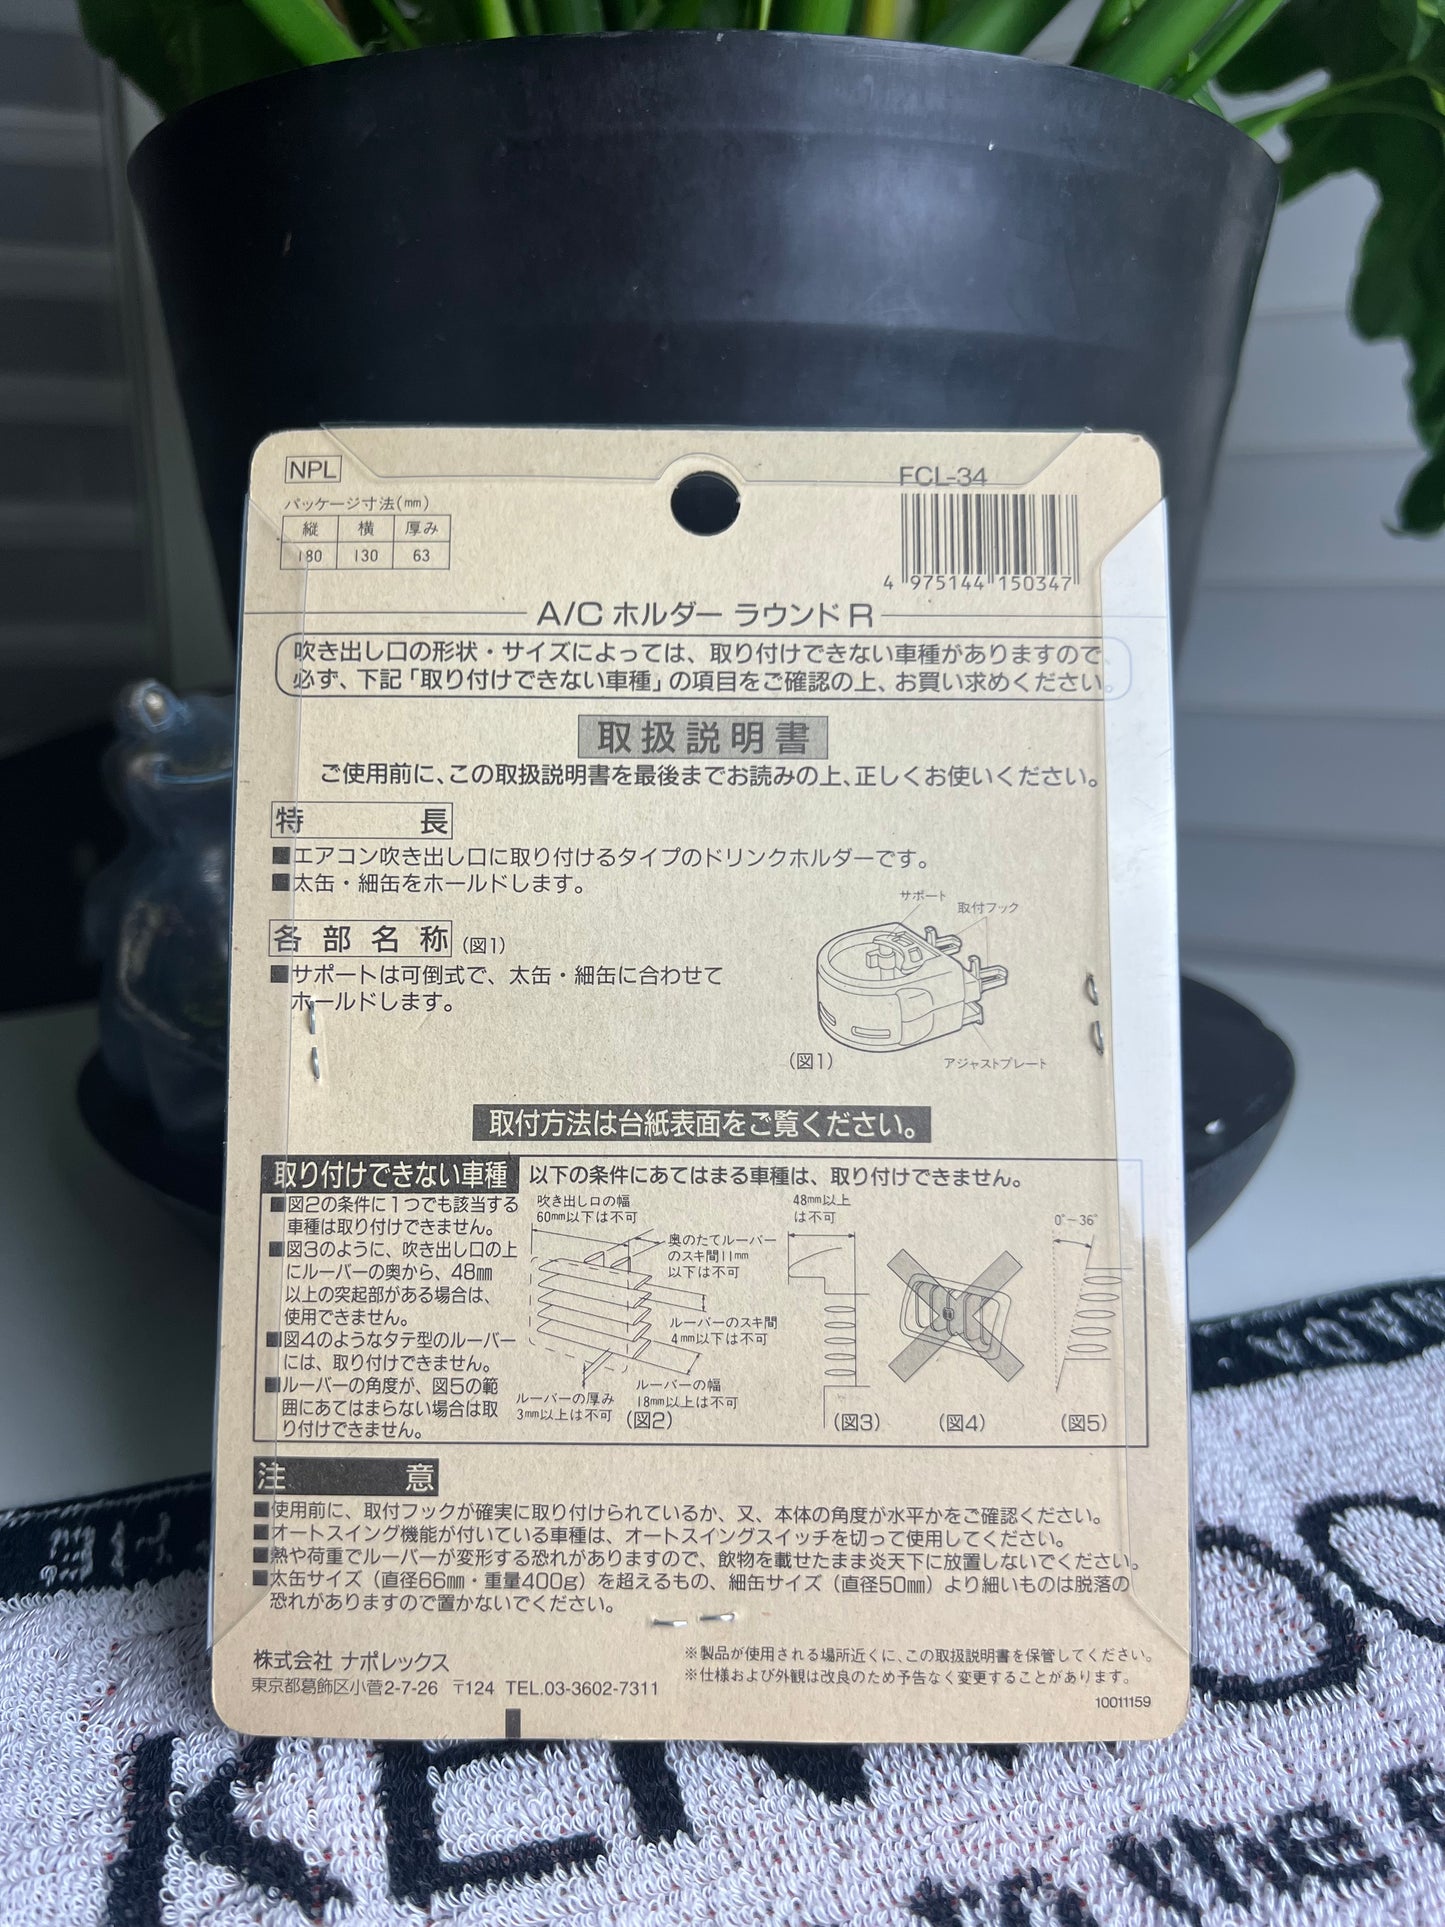 NPL
パッケージ寸法(mm)
縦 横 厚み
180 130 63
FCL-34
4 975144 150347
A/C ホルダー ラウンドR
吹き出し口の形状・サイズによっては、取り付けできない車種がありますので、
必ず、下記「取り付けできない車種」の項目をご確認の上、お買い求めください。
取扱説明書
ご使用前に、この取扱説明書を最後までお読みの上、正しくお使いください。
特長
■エアコン吹き出し口に取り付けるタイプのドリンクホルダーです。
■太缶・細缶をホールドします。
各部名称(図1)
■サポートは可倒式で、太缶・細缶に合わせて
ホールドします。
サポート
取付フック
アジャストプレート
(図1)
取付方法は台紙表面をご覧ください。
取り付けできない車種 以下の条件にあてはまる車種は、取り付けできません。
■図2の条件に1つでも該当する
車種は取り付けできません。
■図3のように、吹き出し口の上
にルーバーの奥から、48mm
以上の突起部がある場合は、
使用できません。
■図4のようなタテ型のルーバー
には、取り付けできません。
■ルーバーの角度が、図5の範
囲にあてはまらない場合は取
り付けできません。
吹き出し口の幅
60mm以下は不可
奥のたてルーバー
のスキ間11mm
以下は不可
ルーバーのスキ間
4mm以下は不可
ルーバーの幅
18mm以上は不可
ルーバーの厚み
3mm以上は不可
(図2)
48mm以上
は不可
(図3)
(図4)
0°~36°
(図5)
注意
■使用前に、取付フックが確実に取り付けられているか、又、本体の角度が水平かをご確認ください。
■オートスイング機能が付いている車種は、オートスイングスイッチを切って使用してください。
■熱や荷重でルーバーが変形する恐れがありますので、飲物を載せたまま炎天下に放置しないでください。
■太缶サイズ(直径66mm・重量400g)を超えるもの、細缶サイズ(直径50mm)より細いものは脱落の
恐れがありますので置かないでください。
株式会社 ナポレックス
東京都葛飾区小菅2-7-26 〒124 TEL.03-3602-7311
※製品が使用される場所近くに、この取扱説明書を保管してください。
※仕様および外観は改良のため予告なく変更することがあります。
10011159